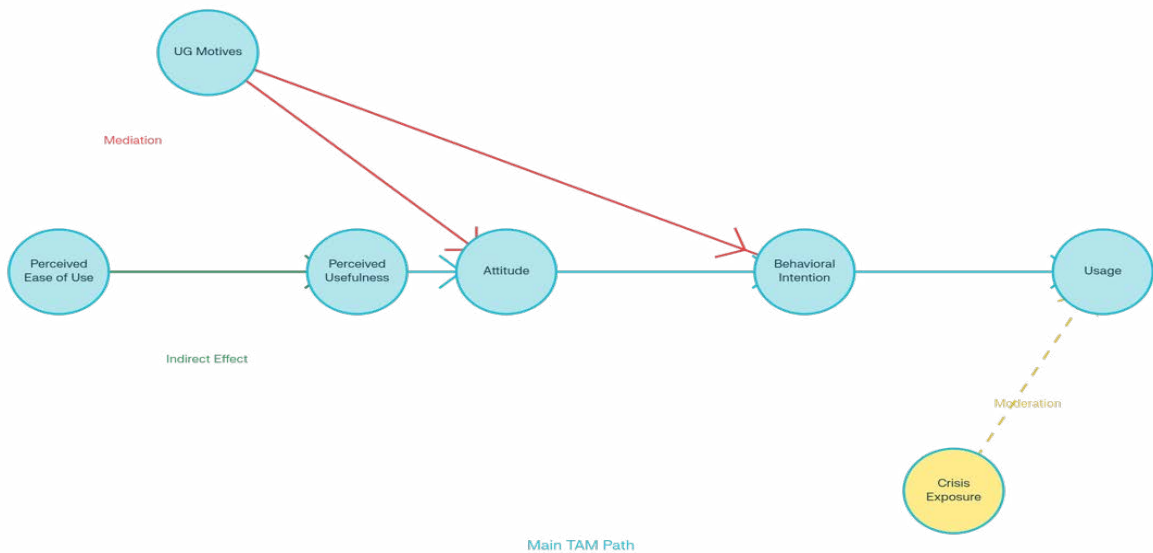 UG Motives
Mediation
Perceived
Ease of Use
Perceived
Usefulness
Attitude
Behavioral
Intention
Usage
Indirect Effect
Moderation
Crisis
Exposure
Main TAM Path